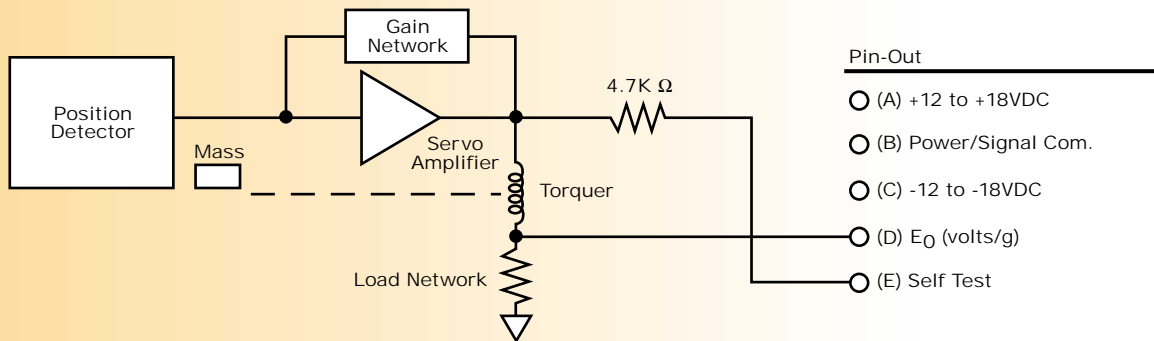 Gain
Network
Position
Detector
Mass
Servo
Amplifier
4.7K Ω
Torquer
Load Network
Pin-Out
(A) +12 to +18VDC
(B) Power/Signal Com.
(C) -12 to -18VDC
(D) E0 (volts/g)
(E) Self Test